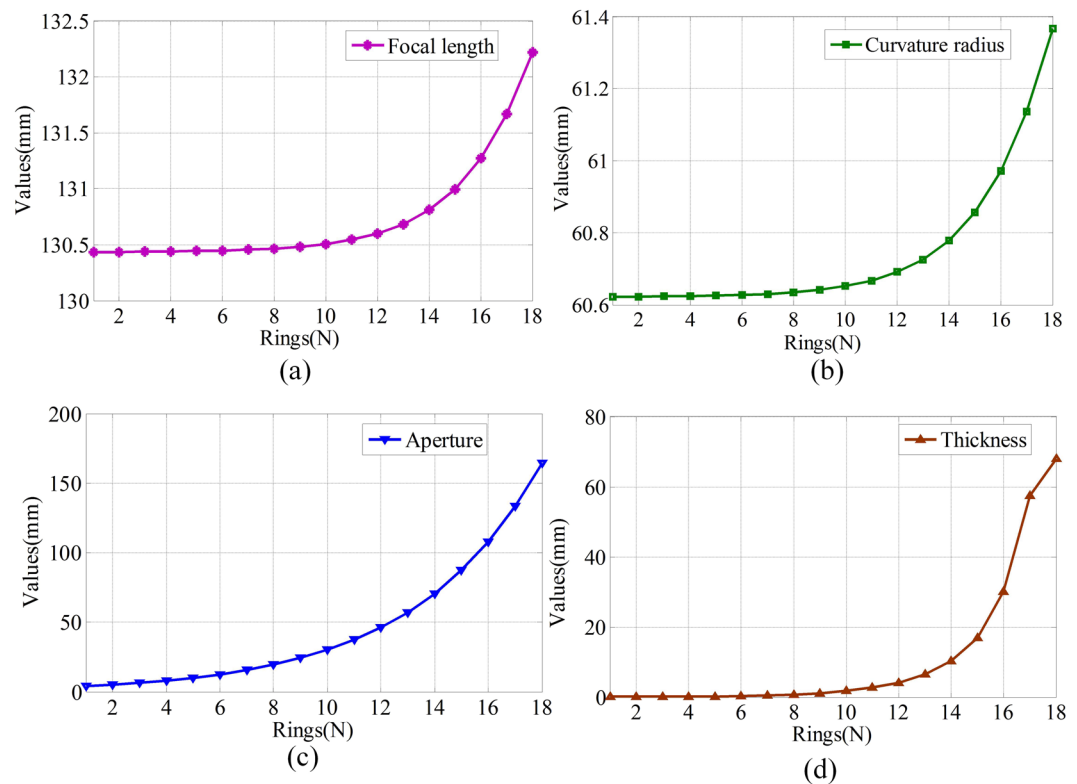 132.5
132
131.5
131
130.5
130
Values(mm)
Focal length
2 4 6 8 10 12 14 16 18
Rings(N)
(a)
61.4
61.2
61
60.8
60.6
Values(mm)
Curvature radius
2 4 6 8 10 12 14 16 18
Rings(N)
(b)
200
150
100
50
0
Values(mm)
Aperture
2 4 6 8 10 12 14 16 18
Rings(N)
(c)
80
60
40
20
0
Values(mm)
Thickness
2 4 6 8 10 12 14 16 18
Rings(N)
(d)